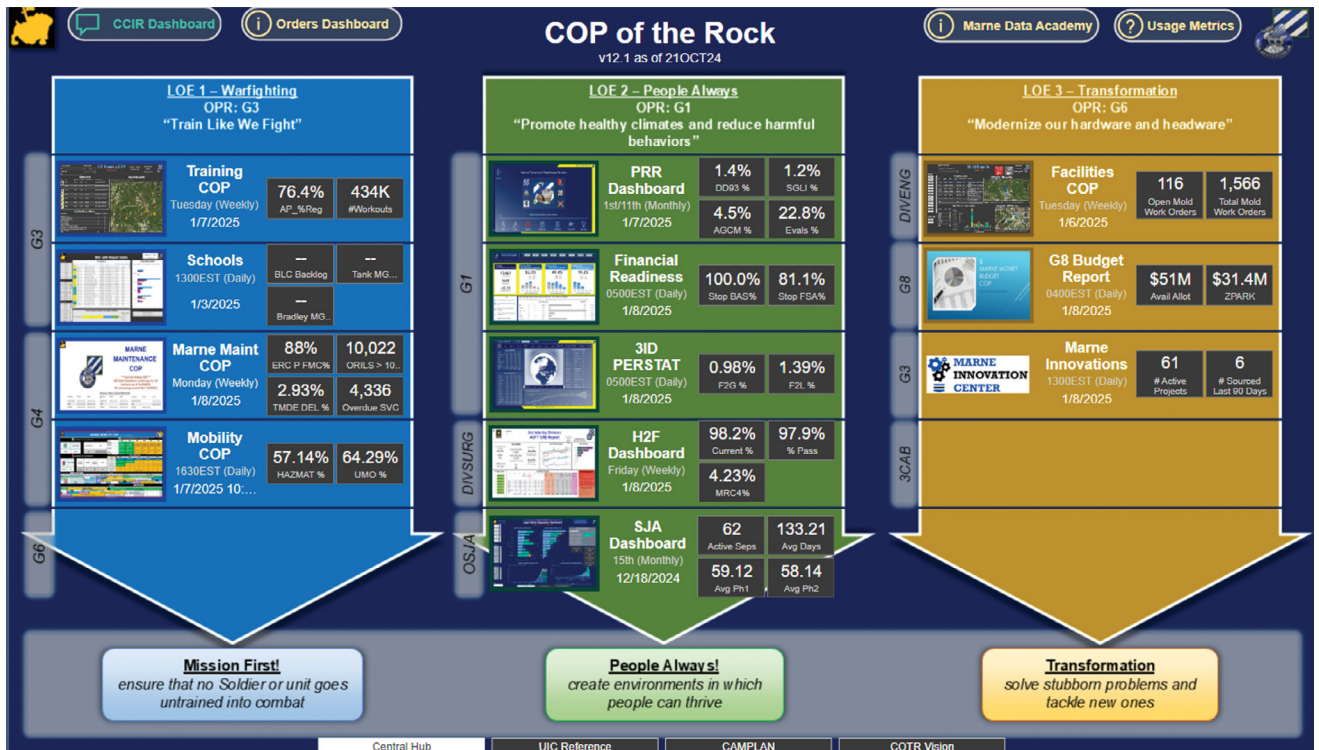 CCIR Dashboard
Orders Dashboard
COP of the Rock
v12.1 as of 21OCT24
Marne Data Academy
Usage Metrics
LOE 1 – Warfighting
OPR: G3
“Train Like We Fight”
G3
Training
COP
Tuesday (Weekly)
1/7/2025
76.4%
AP_%Reg
434K
#Workouts
Schools
1300EST (Daily)
1/3/2025
--
BLC Backlog
--
Tank MG...
--
Bradley MG..
G4
MARNE
MAINTENANCE
COP
Marne Maint
COP
Monday (Weekly)
1/8/2025
88%
ERC P FMC%
10,022
ORILS > 10..
2.93%
TMDE DEL %
4,336
Overdue SVC
Mobility
COP
1630EST (Daily)
1/7/2025 10:...
57.14%
HAZMAT %
64.29%
UMO %
G6
LOE 2 – People Always
OPR: G1
“Promote healthy climates and reduce harmful
behaviors”
G1
PRR
Dashboard
1st/11th (Monthly)
1/7/2025
1.4%
DD93 %
1.2%
SGLI %
4.5%
AGCM %
22.8%
Evals %
Financial
Readiness
0500EST (Daily)
1/8/2025
100.0%
Stop BAS%
81.1%
Stop FSA%
3ID
PERSTAT
0500EST (Daily)
1/8/2025
0.98%
F2G %
1.39%
F2L %
DIVSURG
H2F
Dashboard
Friday (Weekly)
1/8/2025
98.2%
Current %
97.9%
% Pass
4.23%
MRC4%
OSJA
SJA
Dashboard
15th (Monthly)
12/18/2024
62
Active Seps
133.21
Avg Days
59.12
Avg Ph1
58.14
Avg Ph2
LOE 3 – Transformation
OPR: G6
“Modernize our hardware and headware”
DIVENG
Facilities
COP
Tuesday (Weekly)
1/6/2025
116
Open Mold
Work Orders
1,566
Total Mold
Work Orders
G8
MARNE MONEY
BUDGET
COP
G8 Budget
Report
0400EST (Daily)
1/8/2025
$51M
Avail Allot
$31.4M
ZPARK
G3
MARNE
INNOVATION
CENTER
Marne
Innovations
1300EST (Daily)
1/8/2025
61
# Active
Projects
6
# Sourced
Last 90 Days
3CAB
Mission First!
ensure that no Soldier or unit goes
untrained into combat
People Always!
create environments in which
people can thrive
Transformation
solve stubborn problems and
tackle new ones
Central Hub
UIC Reference
CAMPLAN
COTR Vision